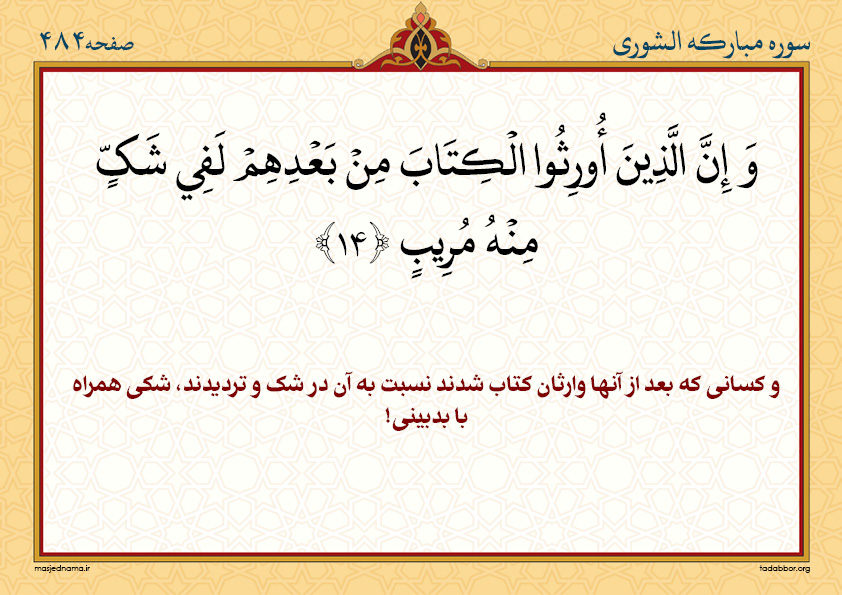 سوره مبارکه الشوری
صفحه۴۸۴
وَ إِنَّ الَّذِينَ أُورِثُوا الْكِتَابَ مِنْ بَعْدِهِمْ لَفِي شَكٍّ
مِنْهُ مُرِيبٍ ﴿۱۴﴾
و کسانی که بعد از آنها وارثان کتاب شدند نسبت به آن در شک و تردیدند، شکی همراه
با بدبینی!
masjednama.ir
tadabbor.org